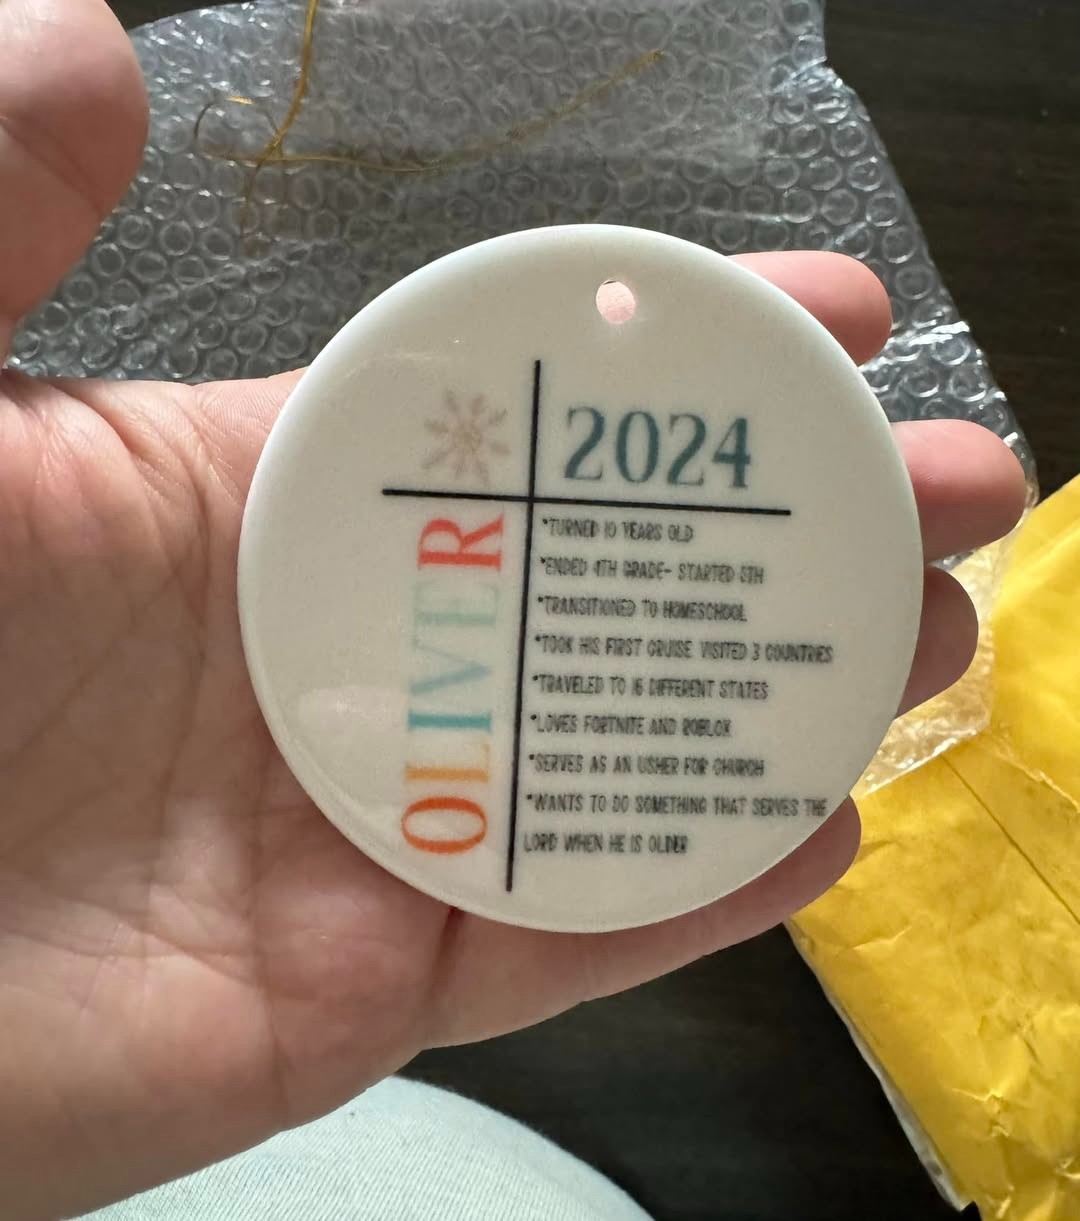 2024
OLIVER
*TURNED 10 YEARS OLD
*ENDED 4TH GRADE- STARTED 5TH
*TRANSITIONED TO HOMESCHOOL
*TOOK HIS FIRST CRUISE VISITED 3 COUNTRIES
*TRAVELED TO 16 DIFFERENT STATES
*LOVES FORTNITE AND ROBLOX
*SERVES AS AN USHER FOR CHURCH
*WANTS TO DO SOMETHING THAT SERVES THE
LORD WHEN HE IS OLDER